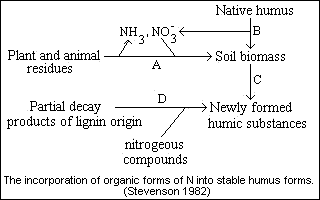 Native humus
NH3, NO3-
B
Plant and animal
residues
A
Soil biomass
C
Partial decay
products of lignin origin
D
Newly formed
humic substances
nitrogeous
compounds
The incorporation of organic forms of N into stable humus forms.
(Stevenson 1982)